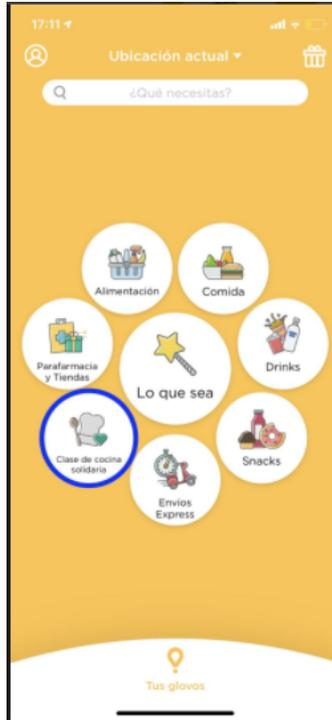 17:11
Ubicación actual
¿Qué necesitas?
Alimentación
Comida
Parafarmacia
y Tiendas
Lo que sea
Drinks
Clase de cocina
solidaria
Snacks
Envíos
Express
Tus glovos